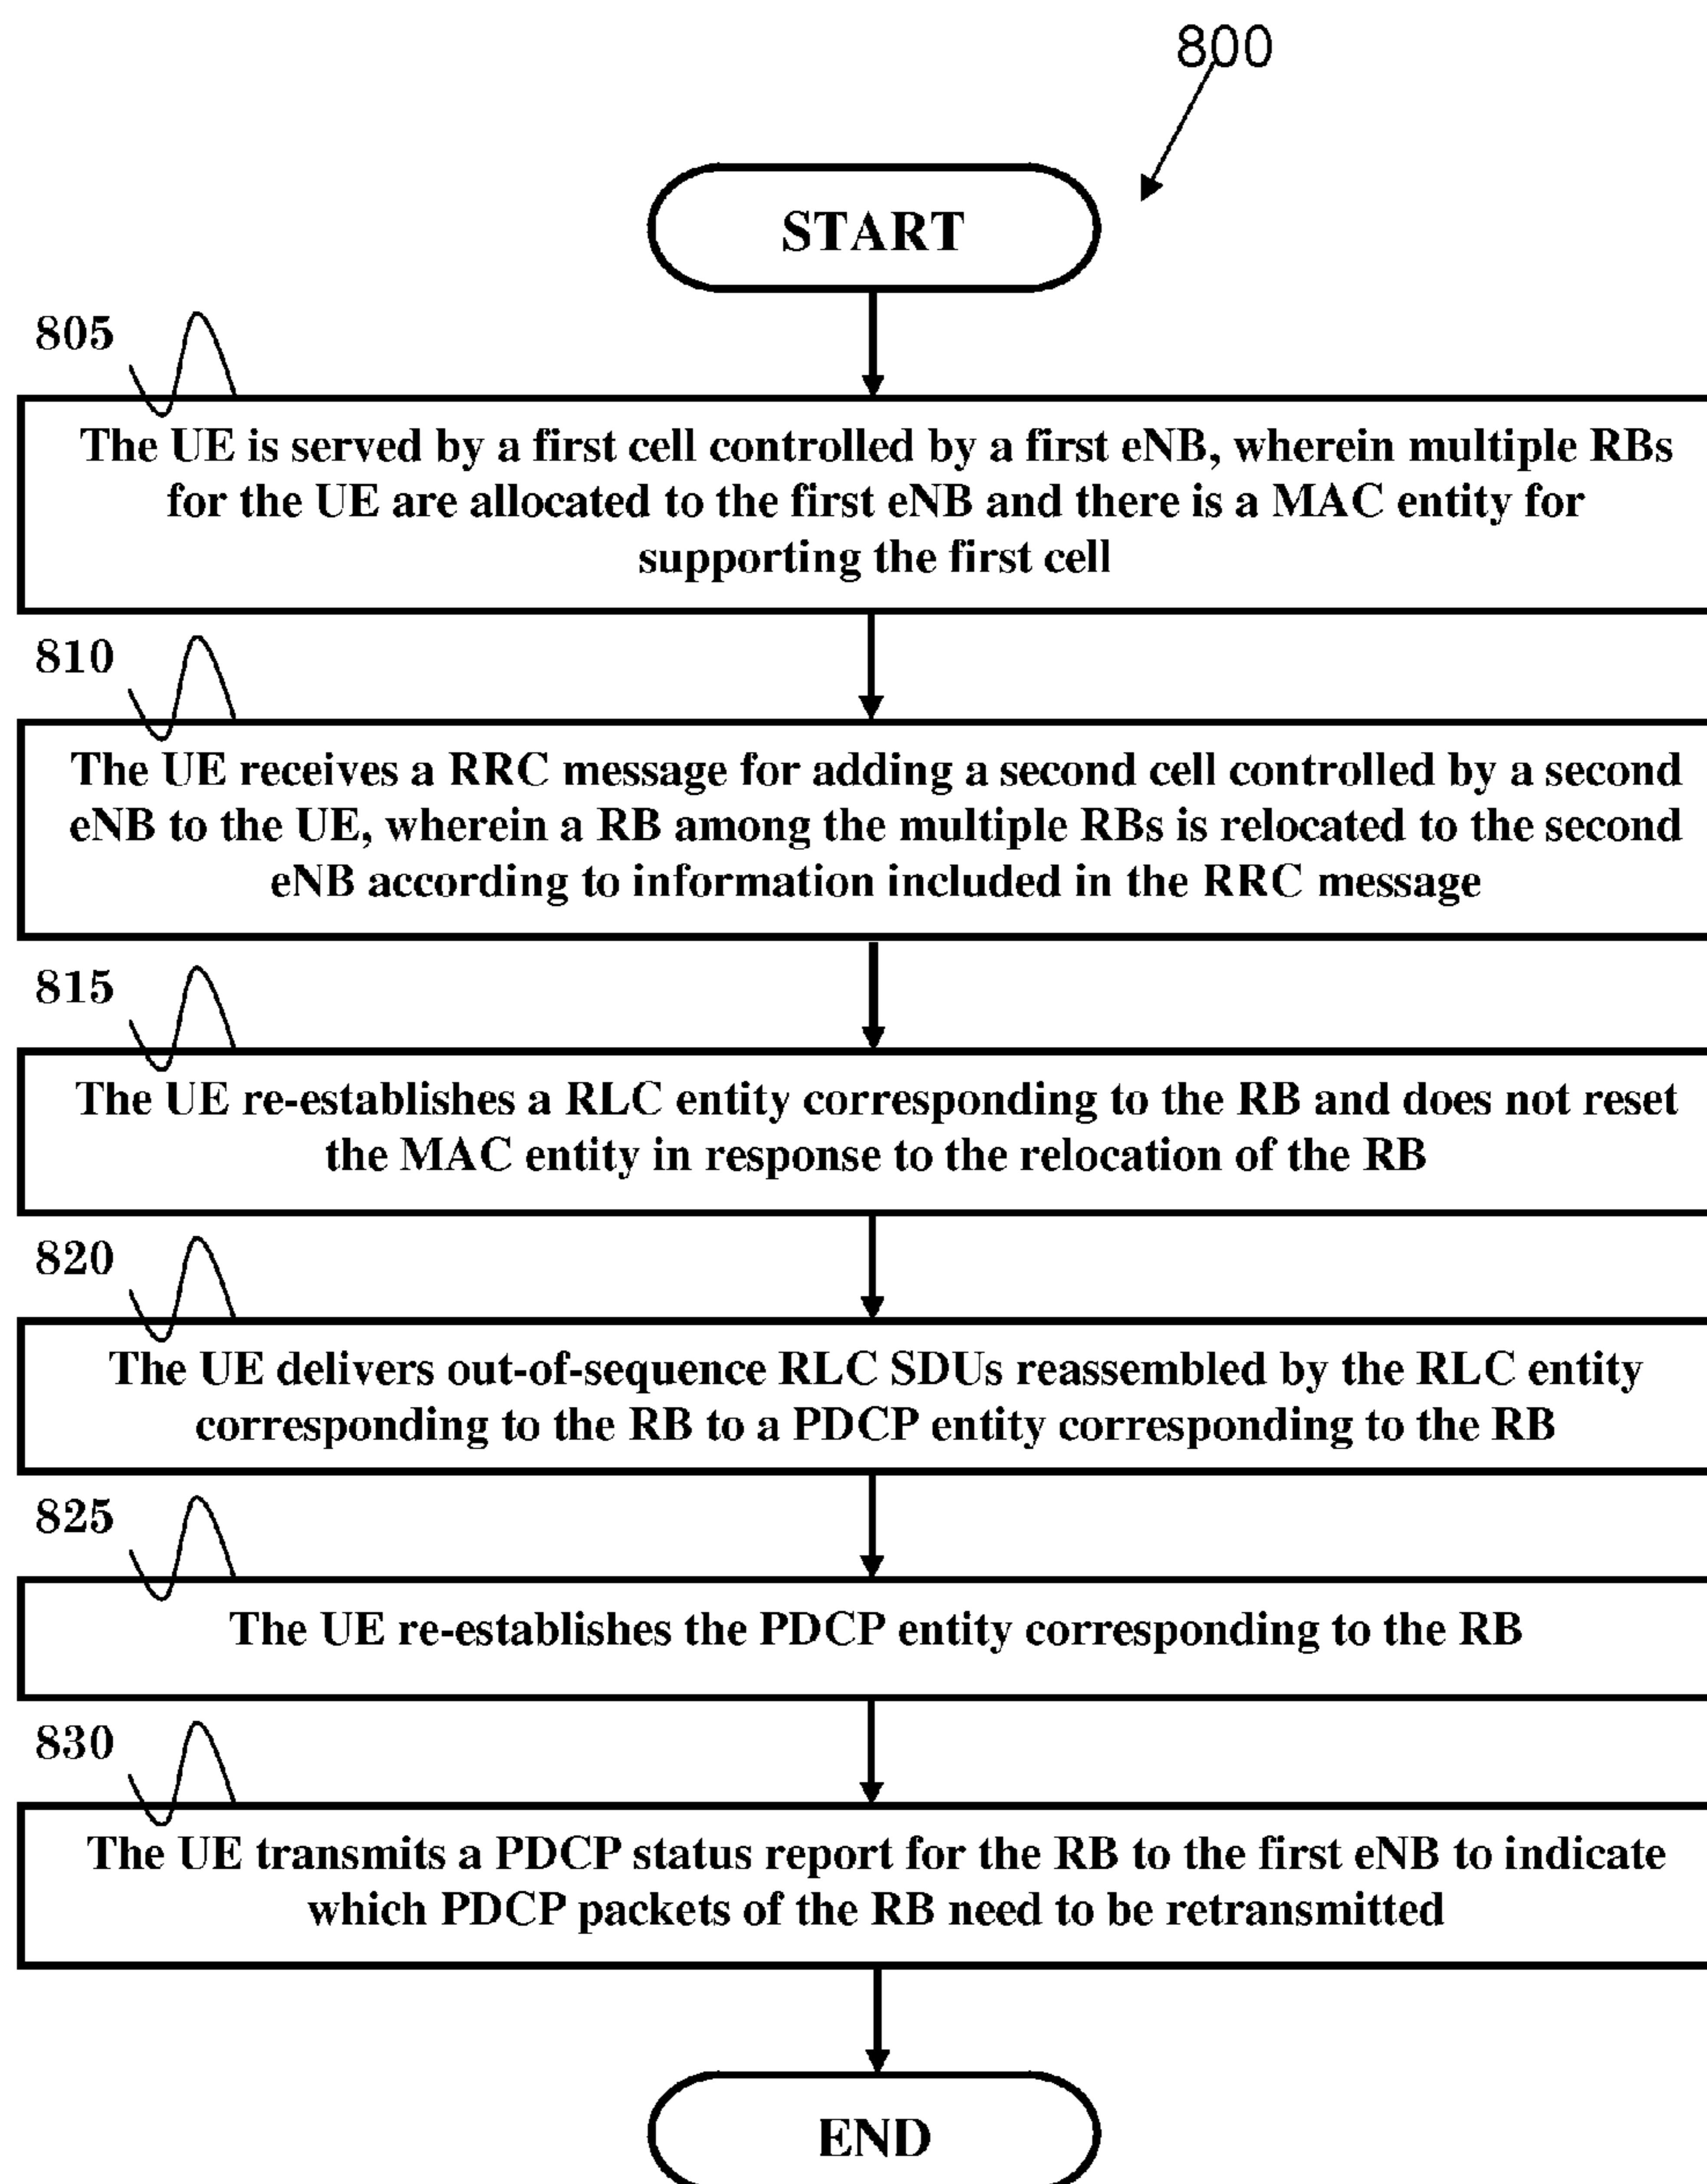 800
START
805
The UE is served by a first cell controlled by a first eNB, wherein multiple RBs
for the UE are allocated to the first eNB and there is a MAC entity for
supporting the first cell
810
The UE receives a RRC message for adding a second cell controlled by a second
eNB to the UE, wherein a RB among the multiple RBs is relocated to the second
eNB according to information included in the RRC message
815
The UE re-establishes a RLC entity corresponding to the RB and does not reset
the MAC entity in response to the relocation of the RB
820
The UE delivers out-of-sequence RLC SDUs reassembled by the RLC entity
corresponding to the RB to a PDCP entity corresponding to the RB
825
The UE re-establishes the PDCP entity corresponding to the RB
830
The UE transmits a PDCP status report for the RB to the first eNB to indicate
which PDCP packets of the RB need to be retransmitted
END